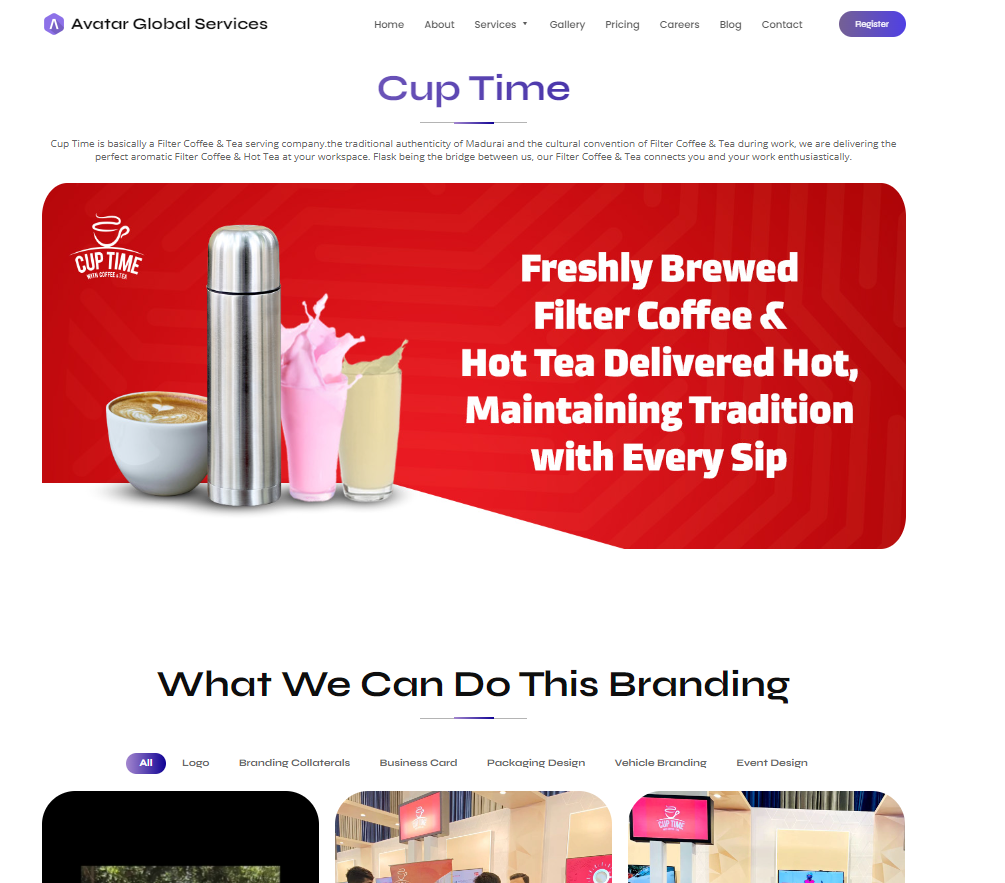 Avatar Global Services
Home About Services Gallery Pricing Careers Blog Contact Register
Cup Time
Cup Time is basically a Filter Coffee & Tea serving company.the traditional authenticity of Madurai and the cultural convention of Filter Coffee & Tea during work, we are delivering the
perfect aromatic Filter Coffee & Hot Tea at your workspace. Flask being the bridge between us, our Filter Coffee & Tea connects you and your work enthusiastically.
CUP TIME
WITH COFFEE & TEA
Freshly Brewed
Filter Coffee &
Hot Tea Delivered Hot,
Maintaining Tradition
with Every Sip
What We Can Do This Branding
All Logo Branding Collaterals Business Card Packaging Design Vehicle Branding Event Design
CUP TIME